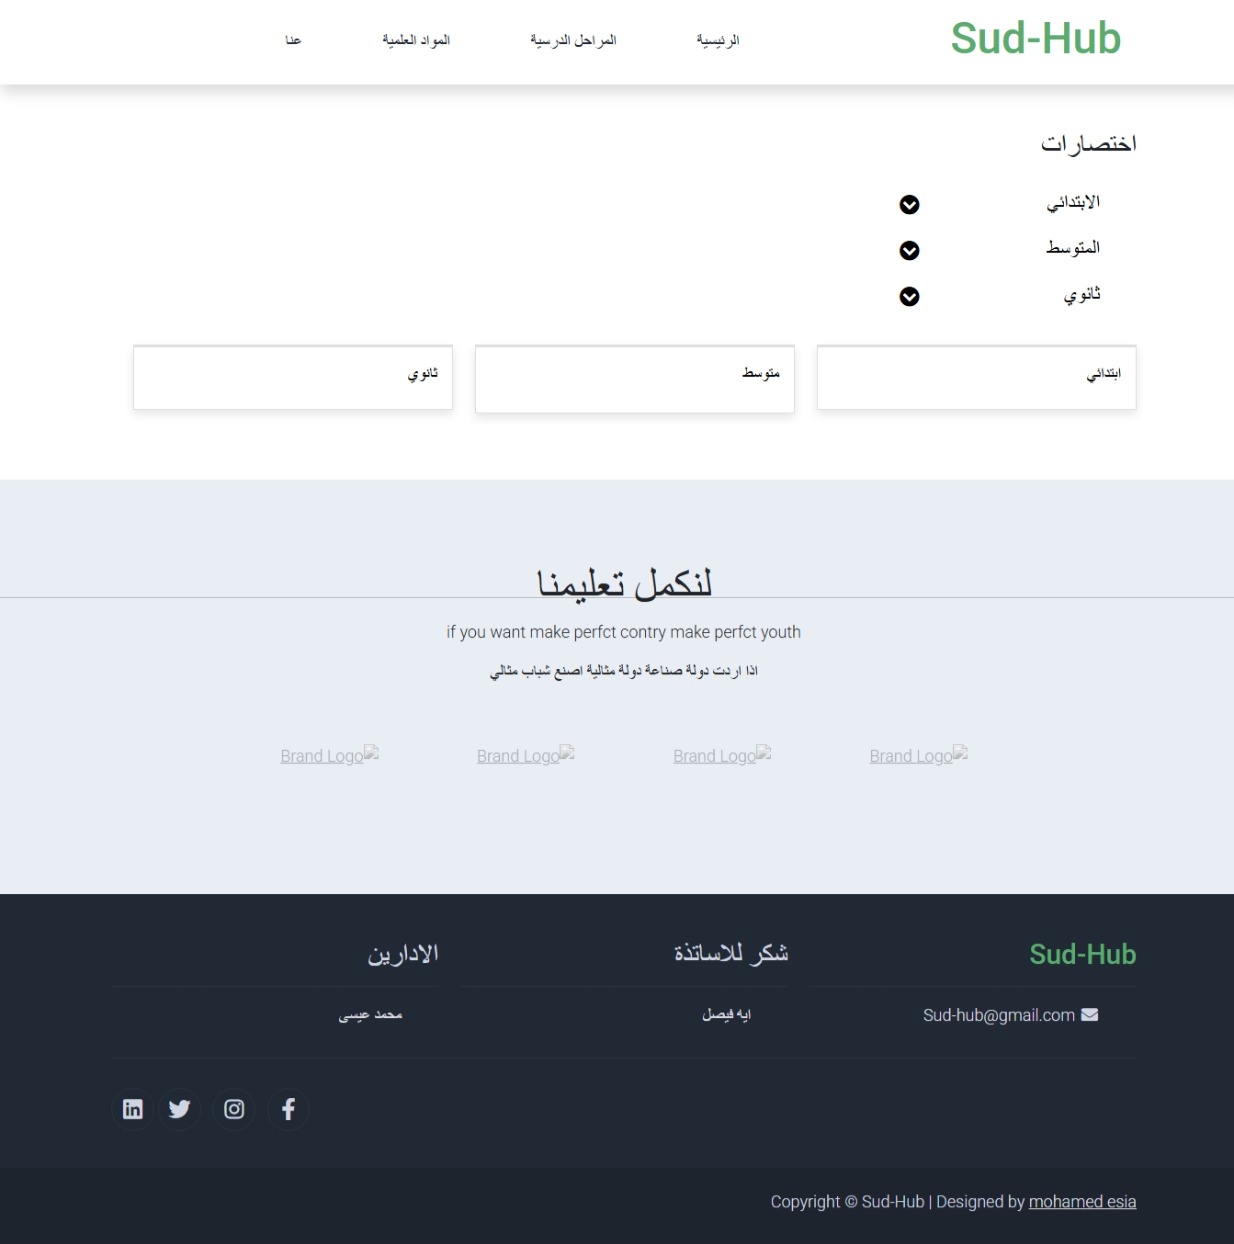 Sud-Hub
الرئيسية
المراحل الدرسية
المواد العلمية
عنا
اختصارات
الابتدائي
المتوسط
ثانوي
ابتدائي
متوسط
ثانوي
لنكمل تعليمنا
if you want make perfct contry make perfct youth
اذا اردت دولة صناعة دولة مثالية اصنع شباب مثالي
Brand Logo
Brand Logo
Brand Logo
Brand Logo
Sud-Hub
Sud-hub@gmail.com
شكر للاساتذة
ايه فيصل
الادارين
محمد عيسى
Copyright © Sud-Hub | Designed by mohamed esia